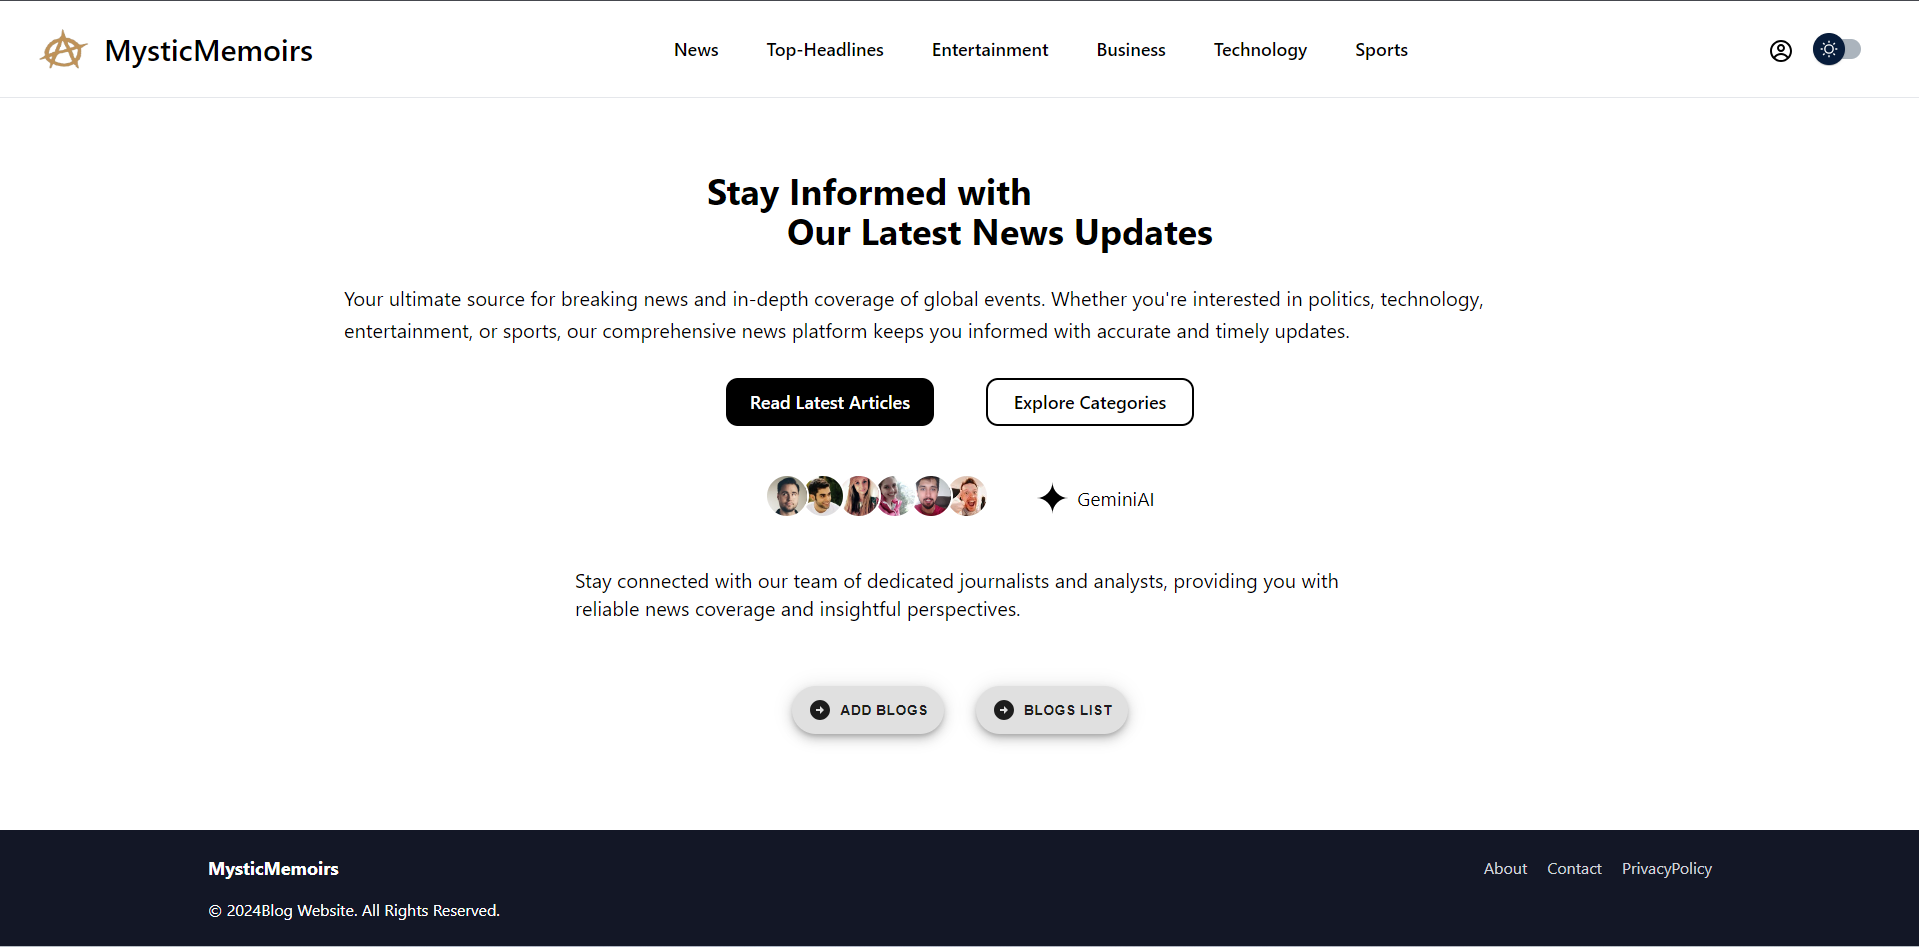 MysticMemoirs
News Top-Headlines Entertainment Business Technology Sports
Stay Informed with
Our Latest News Updates
Your ultimate source for breaking news and in-depth coverage of global events. Whether you're interested in politics, technology,
entertainment, or sports, our comprehensive news platform keeps you informed with accurate and timely updates.
Read Latest Articles Explore Categories
GeminiAI
Stay connected with our team of dedicated journalists and analysts, providing you with
reliable news coverage and insightful perspectives.
ADD BLOGS BLOGS LIST
MysticMemoirs About Contact PrivacyPolicy
© 2024Blog Website. All Rights Reserved.